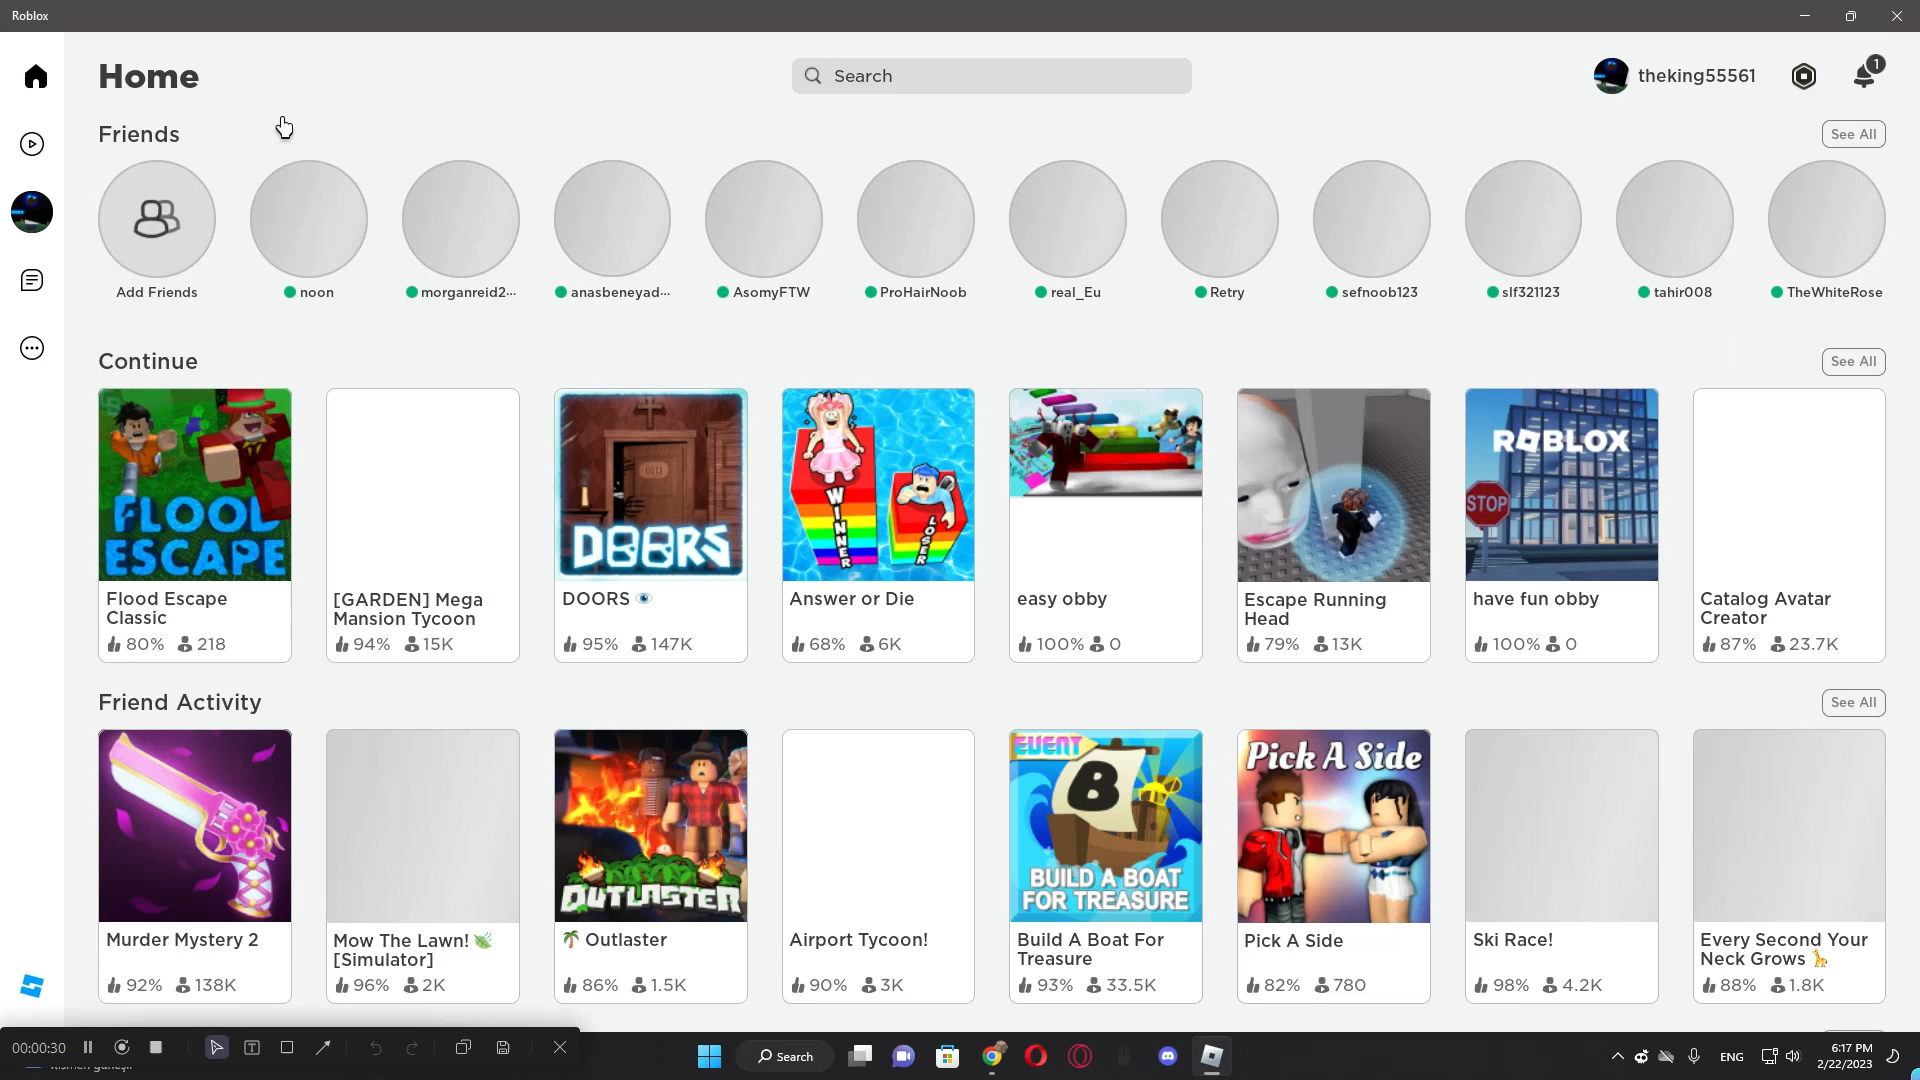 Roblox
Home
Search
theking55561
1
Friends
See All
Add Friends
noon
morganreid2...
anasbeneyad...
AsomyFTW
ProHairNoob
real_Eu
Retry
sefnoob123
slf321123
tahir008
TheWhiteRose
Continue
See All
FLOOD
ESCAPE
DOORS
WINNER
LOSER
ROBLOX
STOP
Flood Escape
Classic
80% 218
[GARDEN] Mega
Mansion Tycoon
94% 15K
DOORS 👁
95% 147K
Answer or Die
68% 6K
easy obby
100% 0
Escape Running
Head
79% 13K
have fun obby
100% 0
Catalog Avatar
Creator
87% 23.7K
Friend Activity
See All
OUTLASTER
EVENT
B
BUILD A BOAT
FOR TREASURE
Pick A Side
Murder Mystery 2
92% 138K
Mow The Lawn! 🍃
[Simulator]
96% 2K
🌴 Outlaster
86% 1.5K
Airport Tycoon!
90% 3K
Build A Boat For
Treasure
93% 33.5K
Pick A Side
82% 780
Ski Race!
98% 4.2K
Every Second Your
Neck Grows 🦒
88% 1.8K
00:00:30
Search
ENG
6:17 PM
2/22/2023